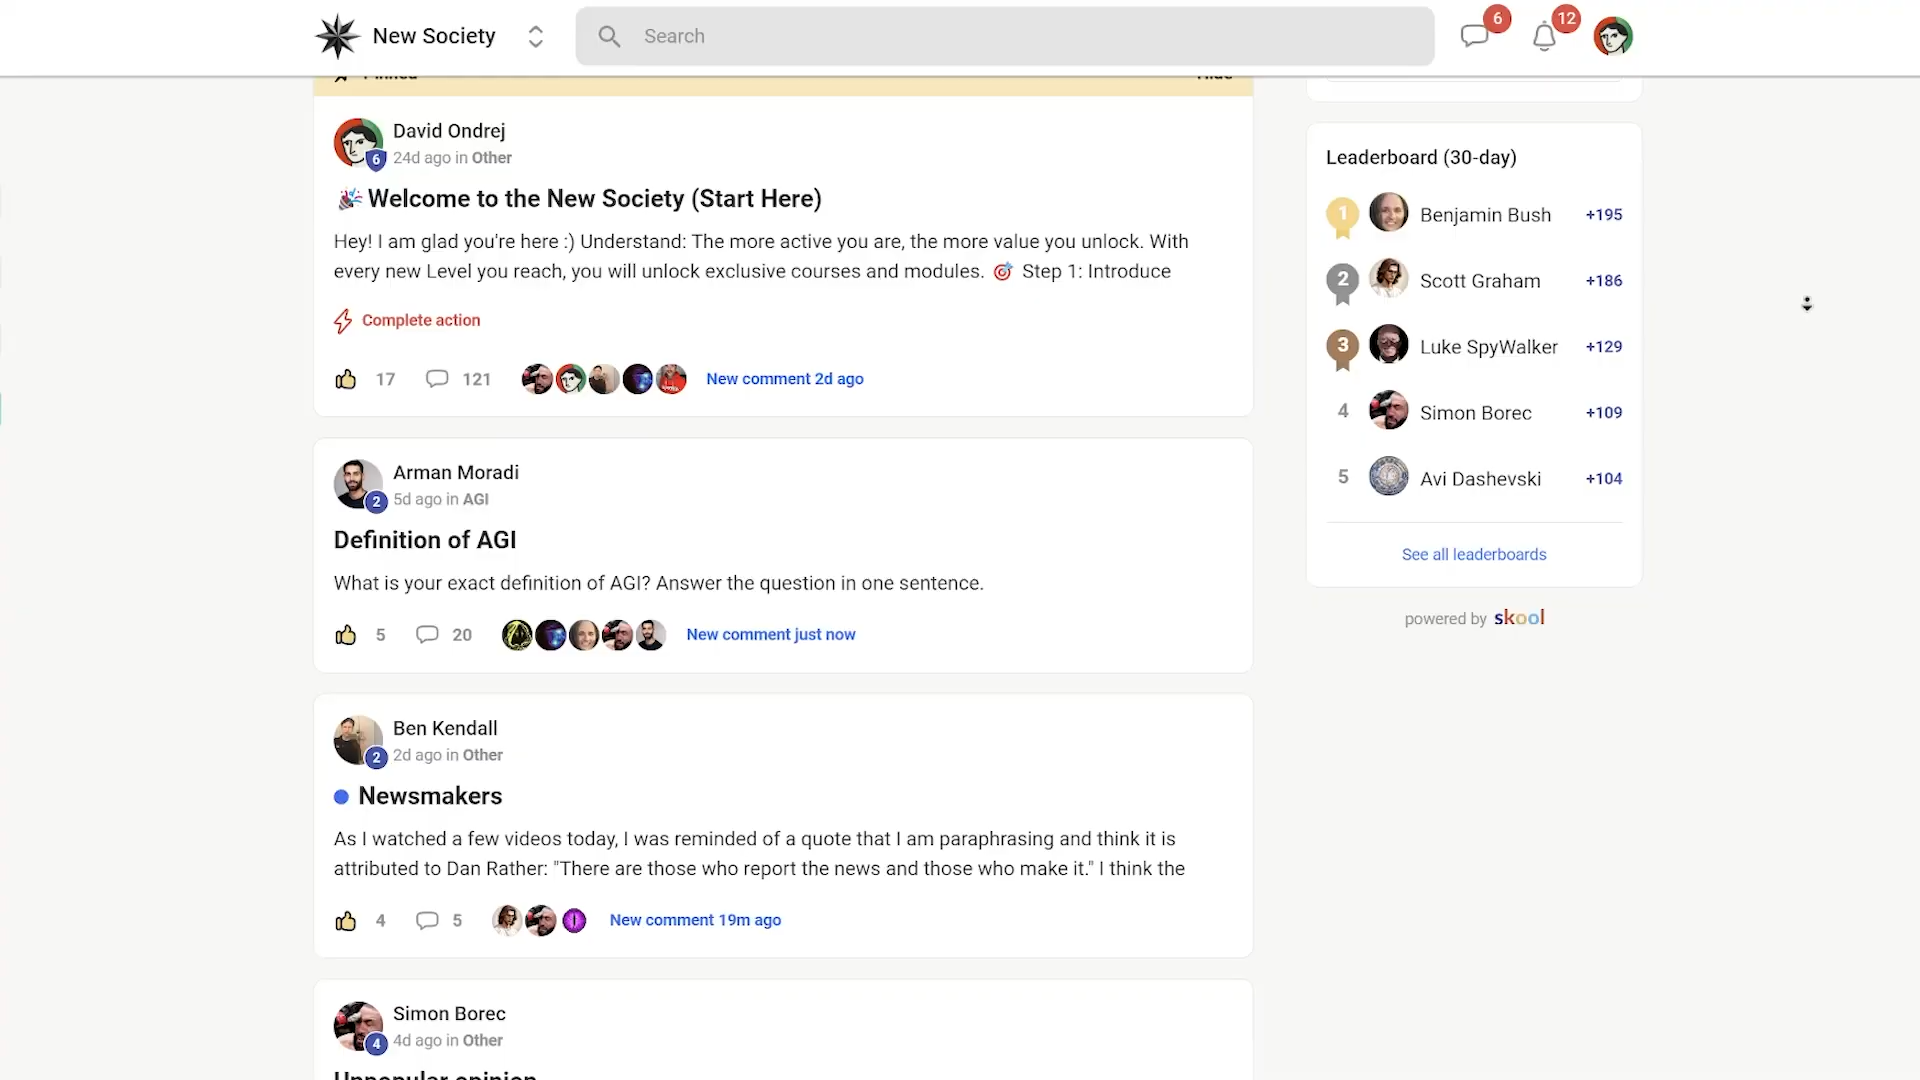 New Society
Search
6
12
Pinned
Hide
David Ondrej
6
24d ago in Other
Welcome to the New Society (Start Here)
Hey! I am glad you're here :) Understand: The more active you are, the more value you unlock. With
every new Level you reach, you will unlock exclusive courses and modules. 🎯 Step 1: Introduce
Complete action
17
121
New comment 2d ago
Arman Moradi
2
5d ago in AGI
Definition of AGI
What is your exact definition of AGI? Answer the question in one sentence.
5
20
New comment just now
Ben Kendall
2
2d ago in Other
Newsmakers
As I watched a few videos today, I was reminded of a quote that I am paraphrasing and think it is
attributed to Dan Rather: "There are those who report the news and those who make it." I think the
4
5
New comment 19m ago
Simon Borec
4
4d ago in Other
Unpopular opinion
Leaderboard (30-day)
1 Benjamin Bush +195
2 Scott Graham +186
3 Luke SpyWalker +129
4 Simon Borec +109
5 Avi Dashevski +104
See all leaderboards
powered by skool